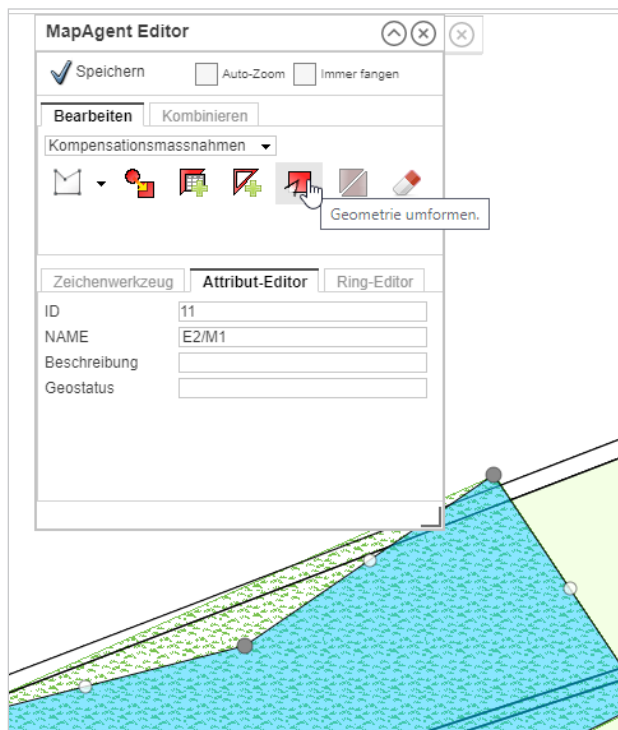 MapAgent Editor
Speichern Auto-Zoom Immer fangen
Bearbeiten Kombinieren
Kompensationsmassnahmen
Geometrie umformen.
Zeichenwerkzeug Attribut-Editor Ring-Editor
ID 11
NAME E2/M1
Beschreibung
Geostatus